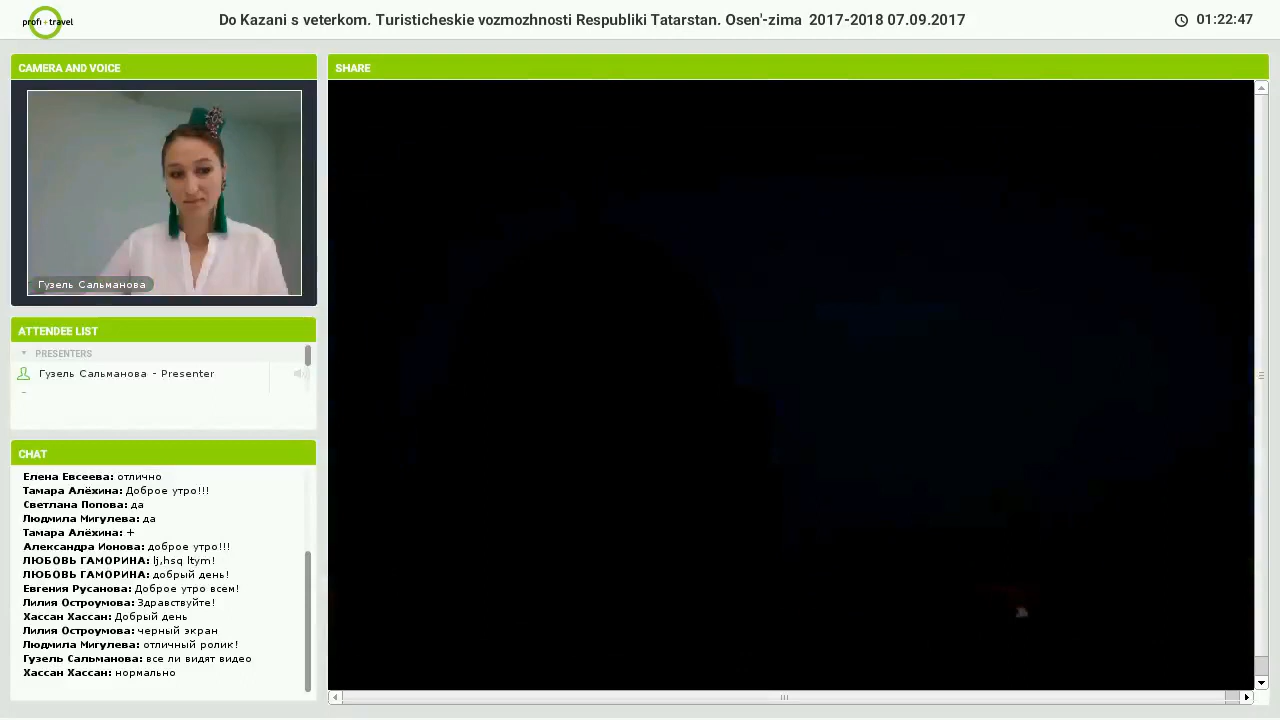 profi+travel
Do Kazani s veterkom. Turisticheskie vozmozhnosti Respubliki Tatarstan. Osen'-zima 2017-2018 07.09.2017
01:22:47
CAMERA AND VOICE
SHARE
Гузель Сальманова
ATTENDEE LIST
PRESENTERS
Гузель Сальманова - Presenter
CHAT
Елена Евсеева: отлично
Тамара Алёхина: Доброе утро!!!
Светлана Попова: да
Людмила Мигулева: да
Тамара Алёхина: +
Александра Ионова: доброе утро!!!
ЛЮБОВЬ ГАМОРИНА: lj,hsq ltym!
ЛЮБОВЬ ГАМОРИНА: добрый день!
Евгения Русанова: Доброе утро всем!
Лилия Остроумова: Здравствуйте!
Хассан Хассан: Добрый день
Лилия Остроумова: черный экран
Людмила Мигулева: отличный ролик!
Гузель Сальманова: все ли видят видео
Хассан Хассан: нормально